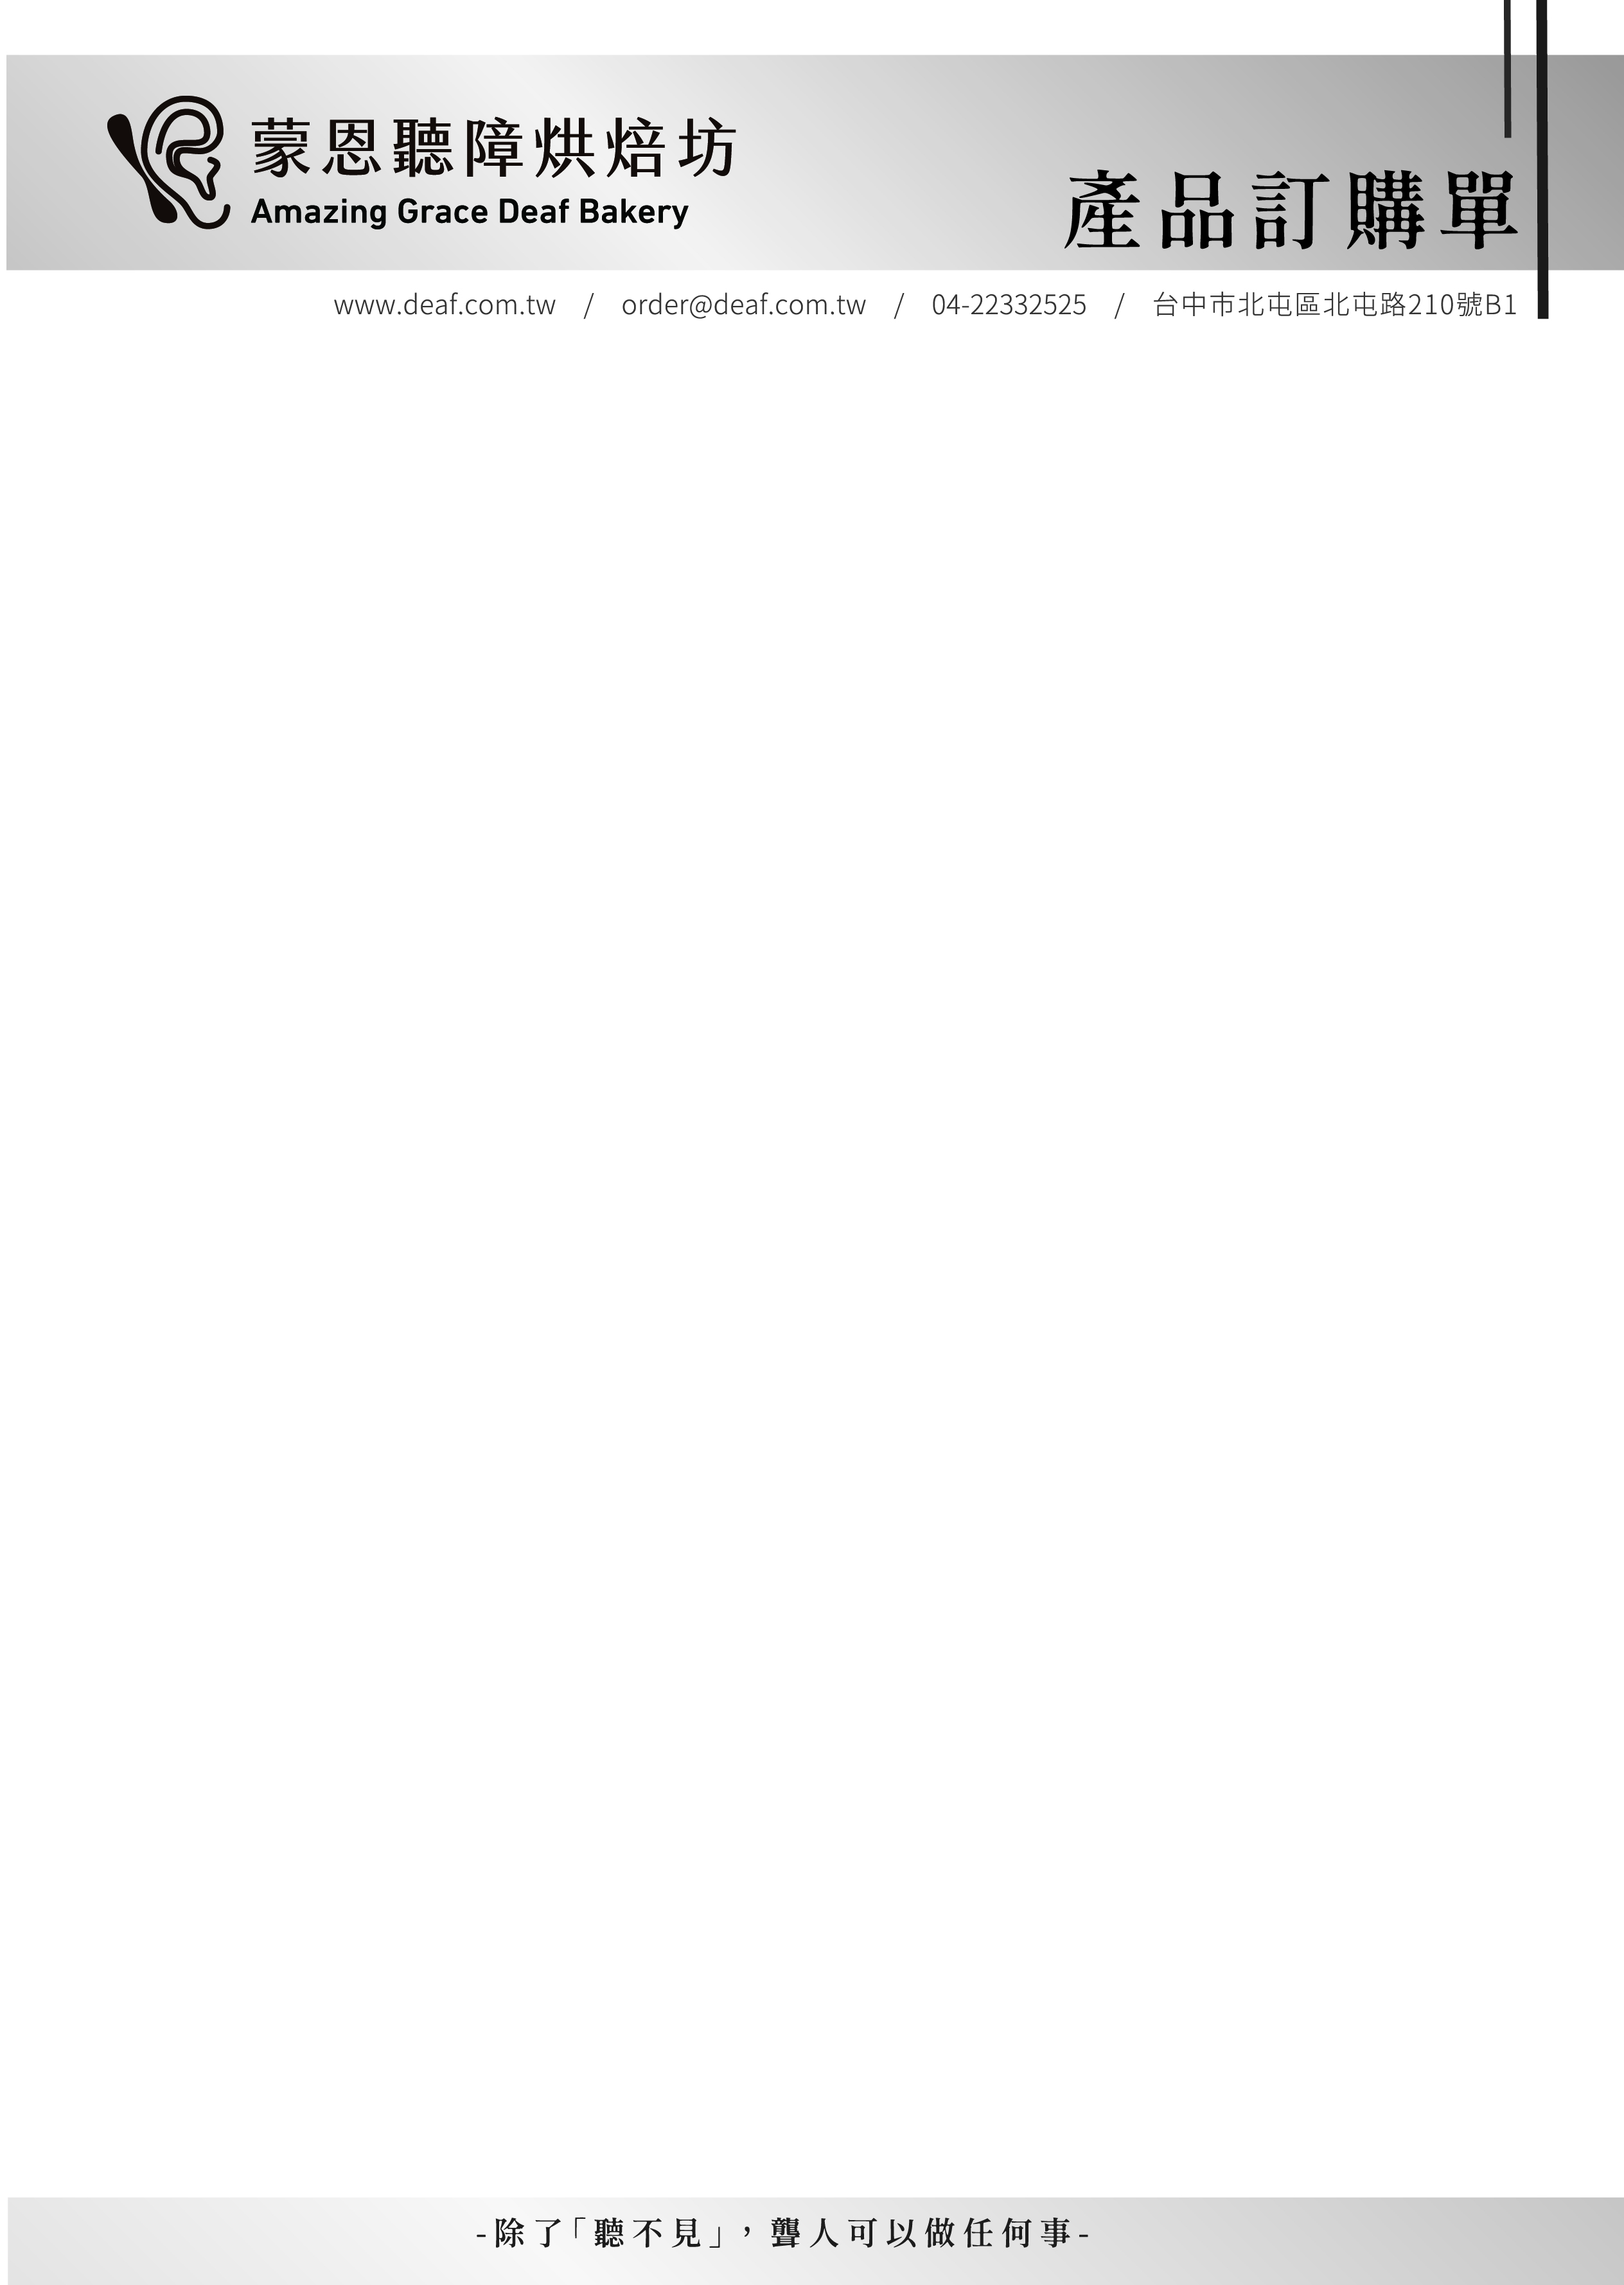 蒙恩聽障烘焙坊
Amazing Grace Deaf Bakery
產品訂購單
www.deaf.com.tw / order@deaf.com.tw / 04-22332525 / 台中市北屯區北屯路210號B1
-除了「聽不見」，聾人可以做任何事-